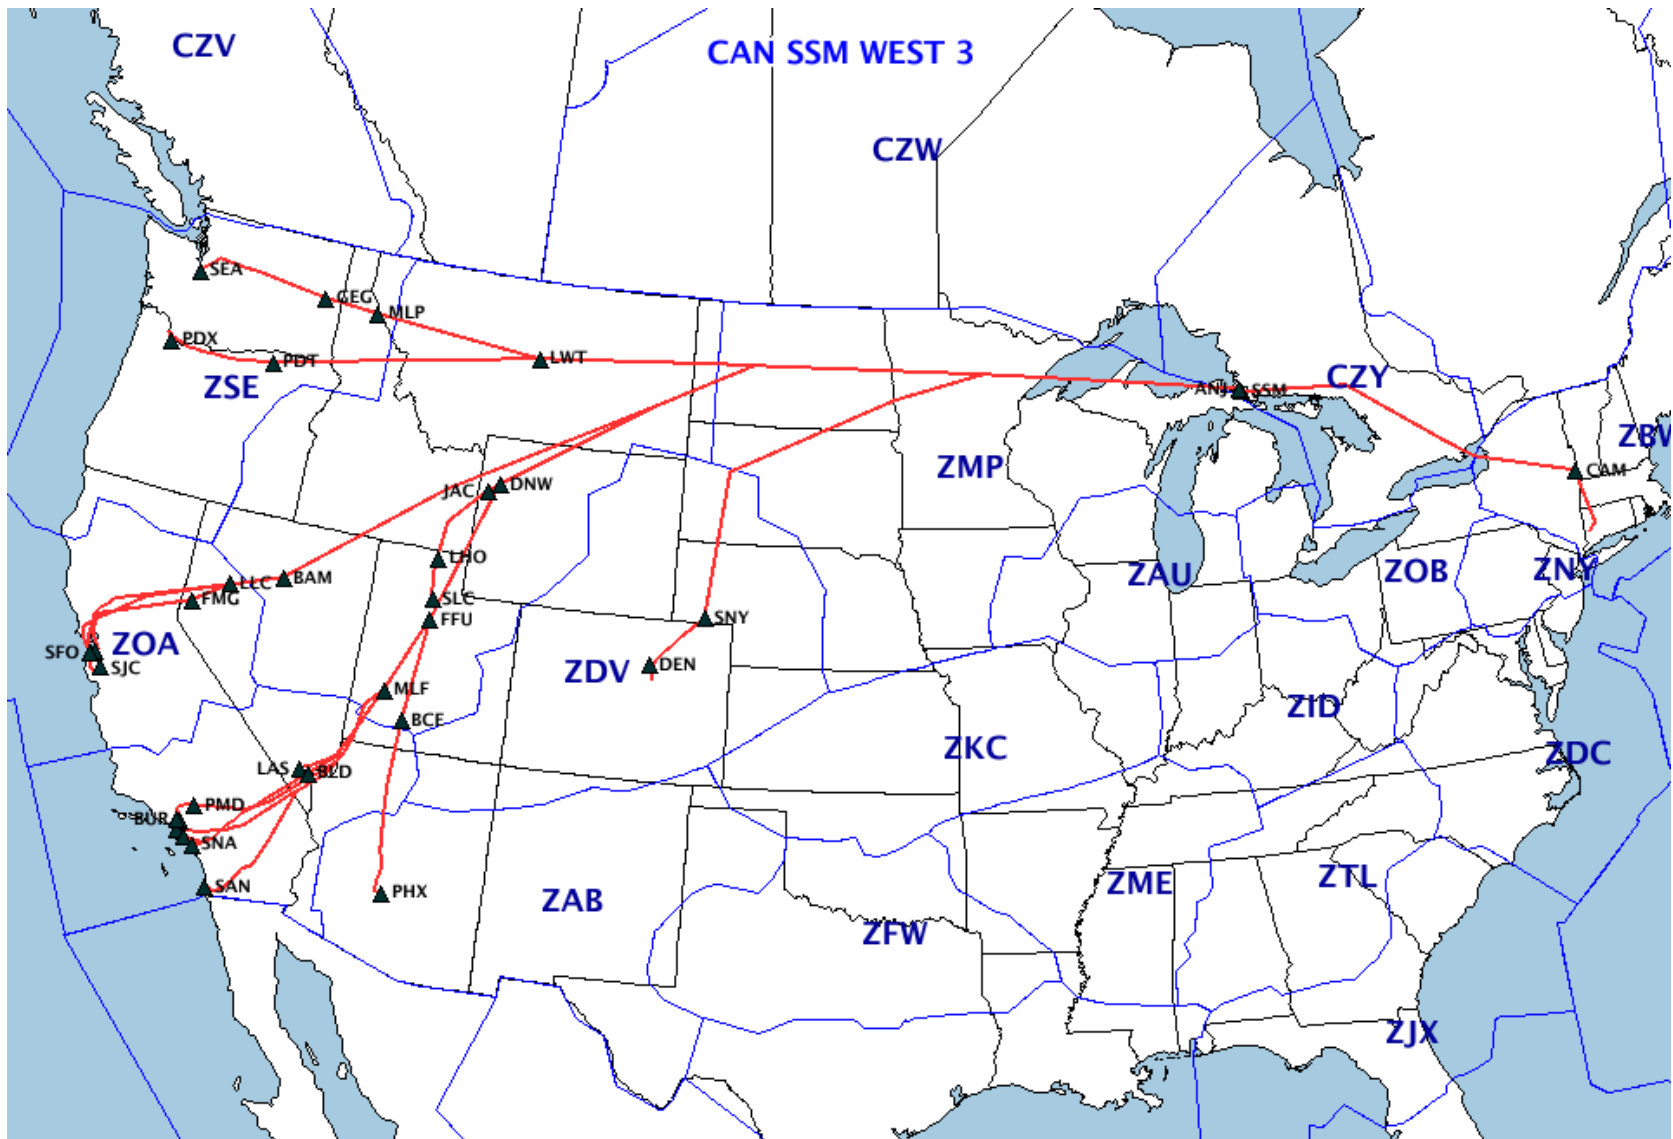 CZV
CAN SSM WEST 3
CZW
SEA
GEG
MLP
PDX
PDT
LWT
ZSE
CZY
ANJ
SSM
ZBW
ZMP
CAM
JAC
DNW
LHO
LLC
BAM
FMG
SLC
FFU
ZAU
ZOB
ZNY
SNY
SFO
ZOA
SJC
ZDV
DEN
MLF
BCE
ZID
ZKC
ZDC
LAS
BLD
PMD
BUR
SNA
SAN
PHX
ZAB
ZME
ZTL
ZFW
ZJX